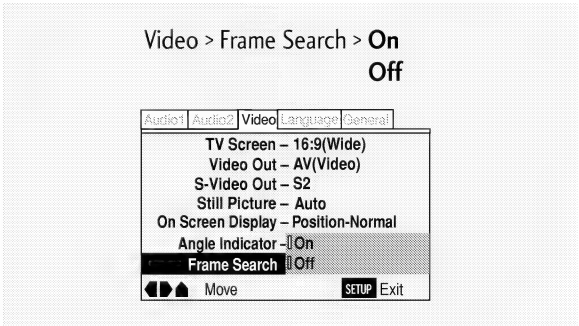 Video > Frame Search > On
Off
Audio1 Audio2 Video Language General
TV Screen – 16:9(Wide)
Video Out – AV(Video)
S-Video Out – S2
Still Picture – Auto
On Screen Display – Position-Normal
Angle Indicator – On
Frame Search Off
Move SETUP Exit